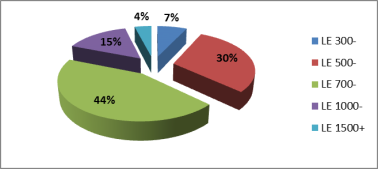 4%
7%
15%
30%
44%
LE 300-
LE 500-
LE 700-
LE 1000-
LE 1500+